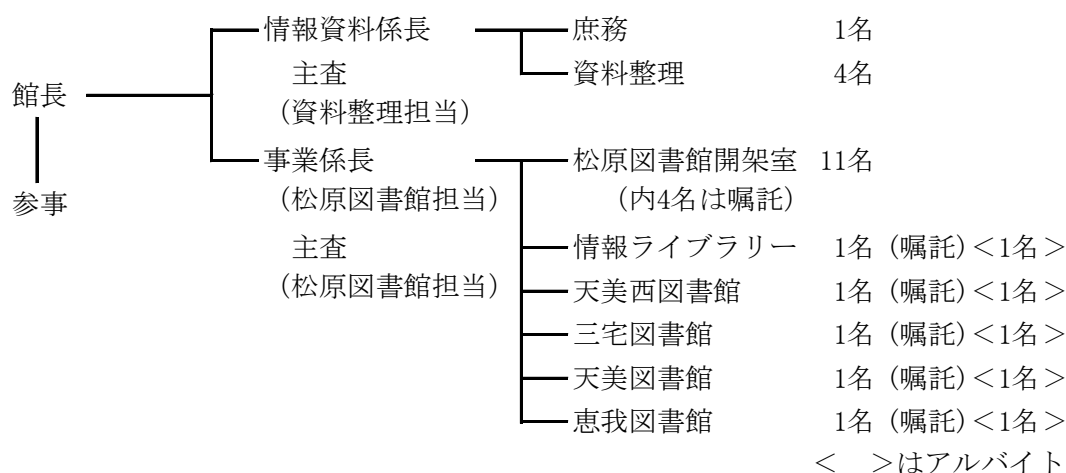 情報資料係長 庶務 1名
主査 資料整理 4名
館長
（資料整理担当）
事業係長 松原図書館開架室 11名
参事 （松原図書館担当） （内4名は嘱託）
主査 情報ライブラリー 1名（嘱託）＜1名＞
（松原図書館担当） 天美西図書館 1名（嘱託）＜1名＞
三宅図書館 1名（嘱託）＜1名＞
天美図書館 1名（嘱託）＜1名＞
恵我図書館 1名（嘱託）＜1名＞
＜　＞はアルバイト